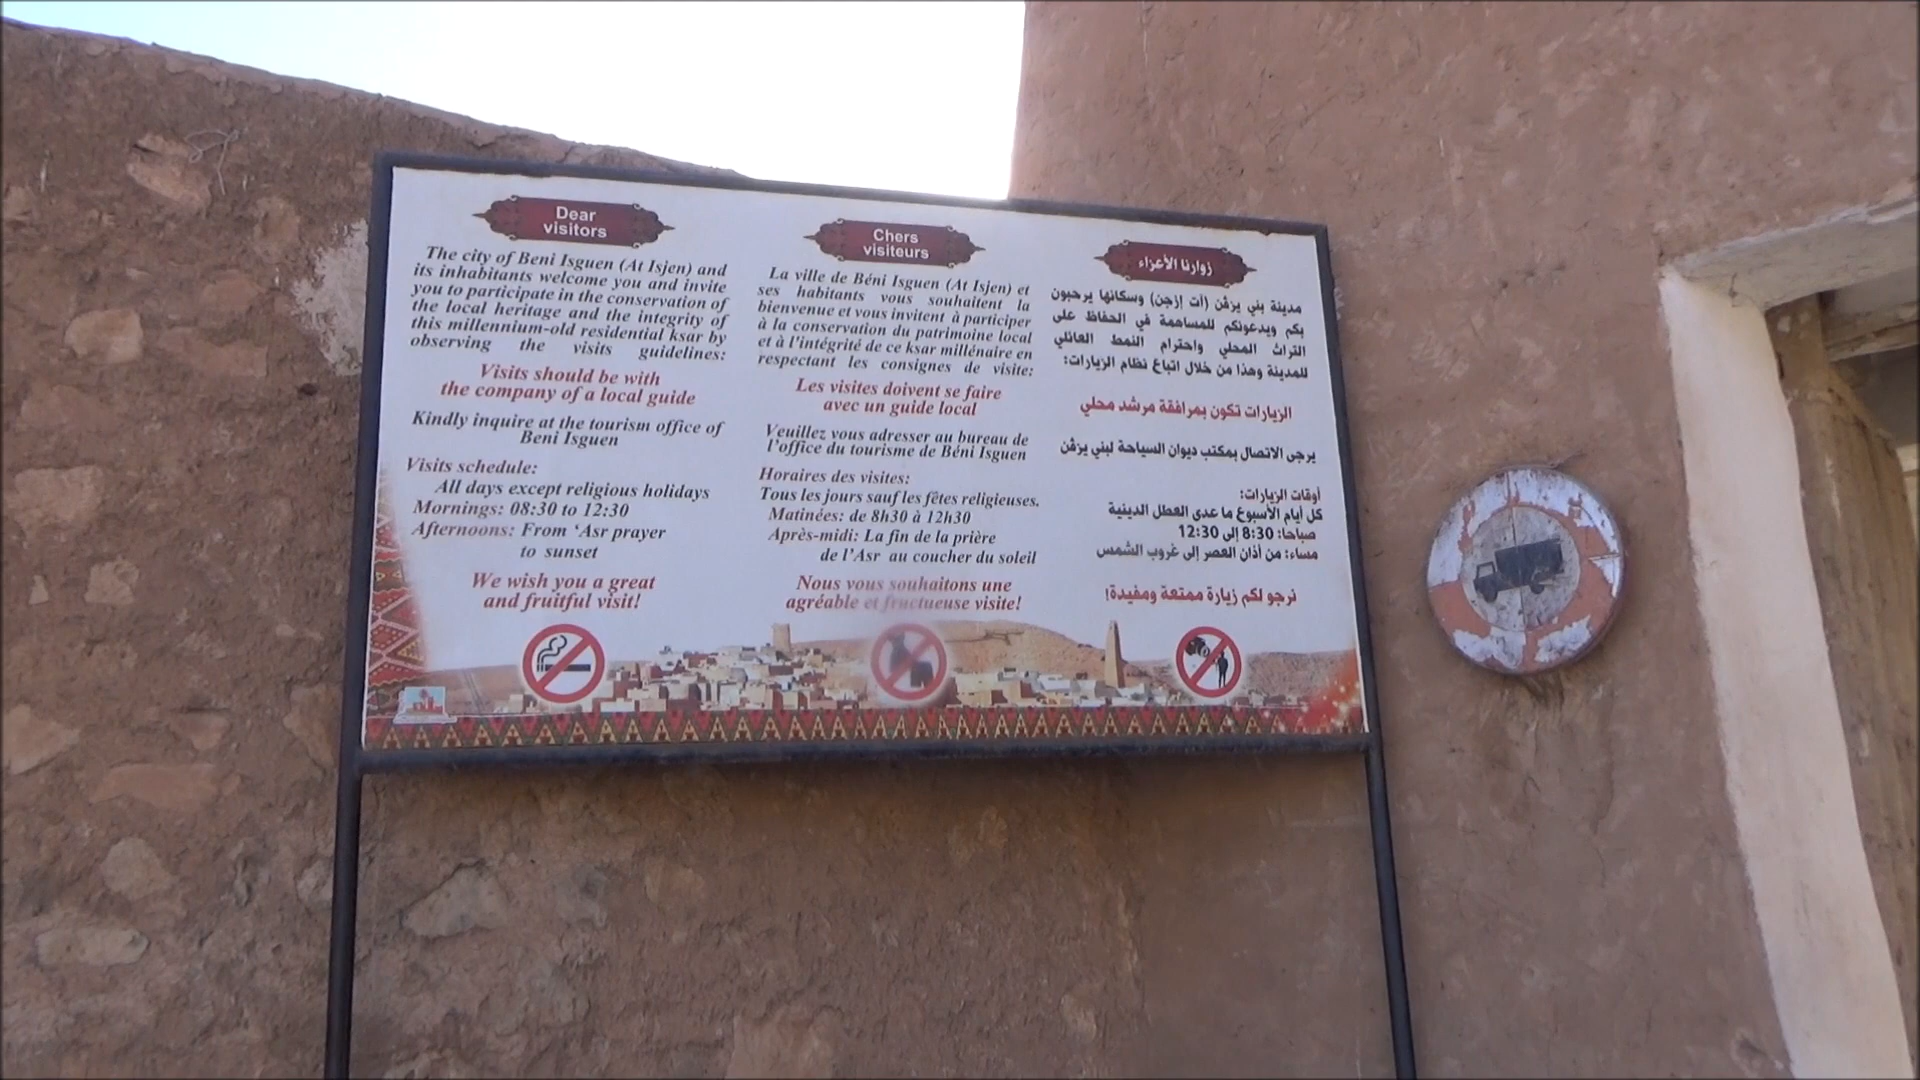 Dear
visitors
The city of Beni Isguen (At Isjen) and
its inhabitants welcome you and invite
you to participate in the conservation of
the local heritage and the integrity of
this millennium-old residential ksar by
observing the visits guidelines:
Visits should be with
the company of a local guide
Kindly inquire at the tourism office of
Beni Isguen
Visits schedule:
All days except religious holidays
Mornings: 08:30 to 12:30
Afternoons: From ‘Asr prayer
to sunset
We wish you a great
and fruitful visit!
Chers
visiteurs
La ville de Béni Isguen (At Isjen) et
ses habitants vous souhaitent la
bienvenue et vous invitent à participer
à la conservation du patrimoine local
et à l'intégrité de ce ksar millénaire en
respectant les consignes de visite:
Les visites doivent se faire
avec un guide local
Veuillez vous adresser au bureau de
l’office du tourisme de Béni Isguen
Horaires des visites:
Tous les jours sauf les fêtes religieuses.
Matinées: de 8h30 à 12h30
Après-midi: La fin de la prière
de l’Asr au coucher du soleil
Nous vous souhaitons une
agréable et fructueuse visite!
زوارنا الأعزاء
مدينة بني يزڤن (آت إزجن) وسكانها يرحبون
بكم ويدعونكم للمساهمة في الحفاظ على
التراث المحلي واحترام النمط العائلي
للمدينة وهذا من خلال اتباع نظام الزيارات:
الزيارات تكون بمرافقة مرشد محلي
يرجى الاتصال بمكتب ديوان السياحة لبني يزڤن
أوقات الزيارات:
كل أيام الأسبوع ما عدى العطل الدينية
صباحا: 8:30 إلى 12:30
مساء: من أذان العصر إلى غروب الشمس
نرجو لكم زيارة ممتعة ومفيدة!